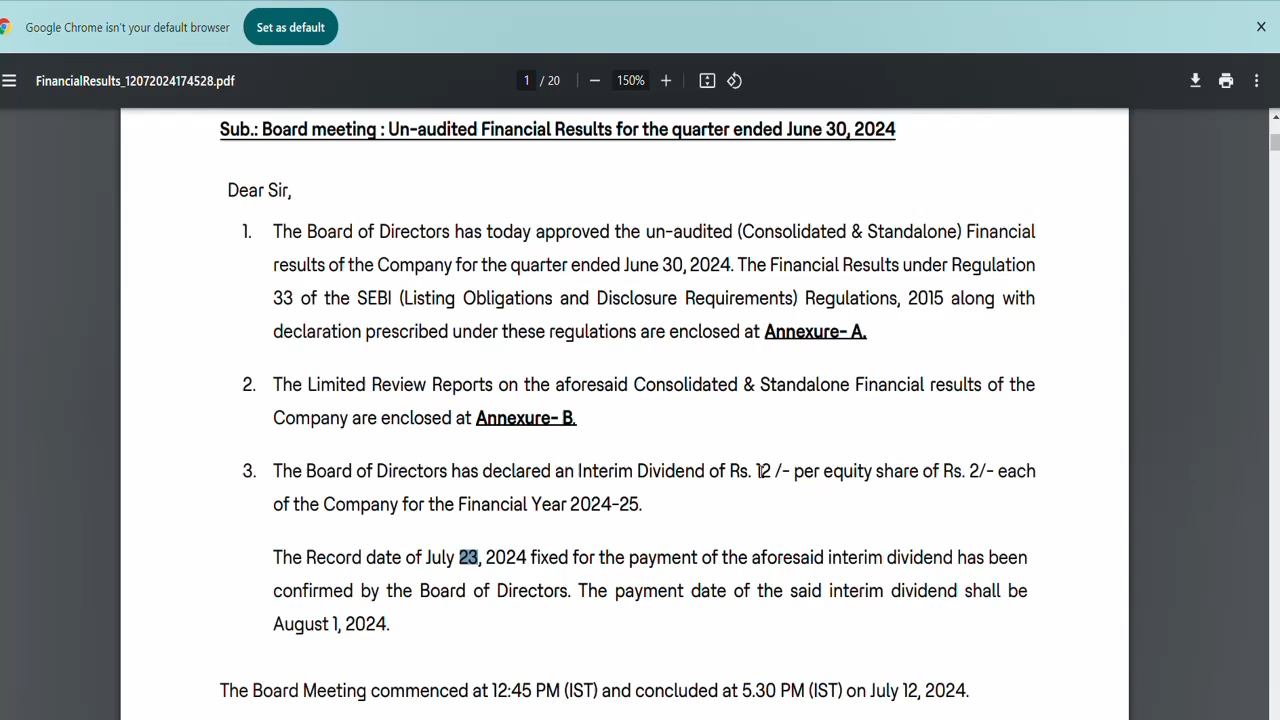 Google Chrome isn't your default browser Set as default
FinancialResults_12072024174528.pdf 1 / 20 150%
Sub.: Board meeting : Un-audited Financial Results for the quarter ended June 30, 2024
Dear Sir,
1. The Board of Directors has today approved the un-audited (Consolidated & Standalone) Financial
results of the Company for the quarter ended June 30, 2024. The Financial Results under Regulation
33 of the SEBI (Listing Obligations and Disclosure Requirements) Regulations, 2015 along with
declaration prescribed under these regulations are enclosed at Annexure- A.
2. The Limited Review Reports on the aforesaid Consolidated & Standalone Financial results of the
Company are enclosed at Annexure- B.
3. The Board of Directors has declared an Interim Dividend of Rs. 12 /- per equity share of Rs. 2/- each
of the Company for the Financial Year 2024-25.
The Record date of July 23, 2024 fixed for the payment of the aforesaid interim dividend has been
confirmed by the Board of Directors. The payment date of the said interim dividend shall be
August 1, 2024.
The Board Meeting commenced at 12:45 PM (IST) and concluded at 5.30 PM (IST) on July 12, 2024.